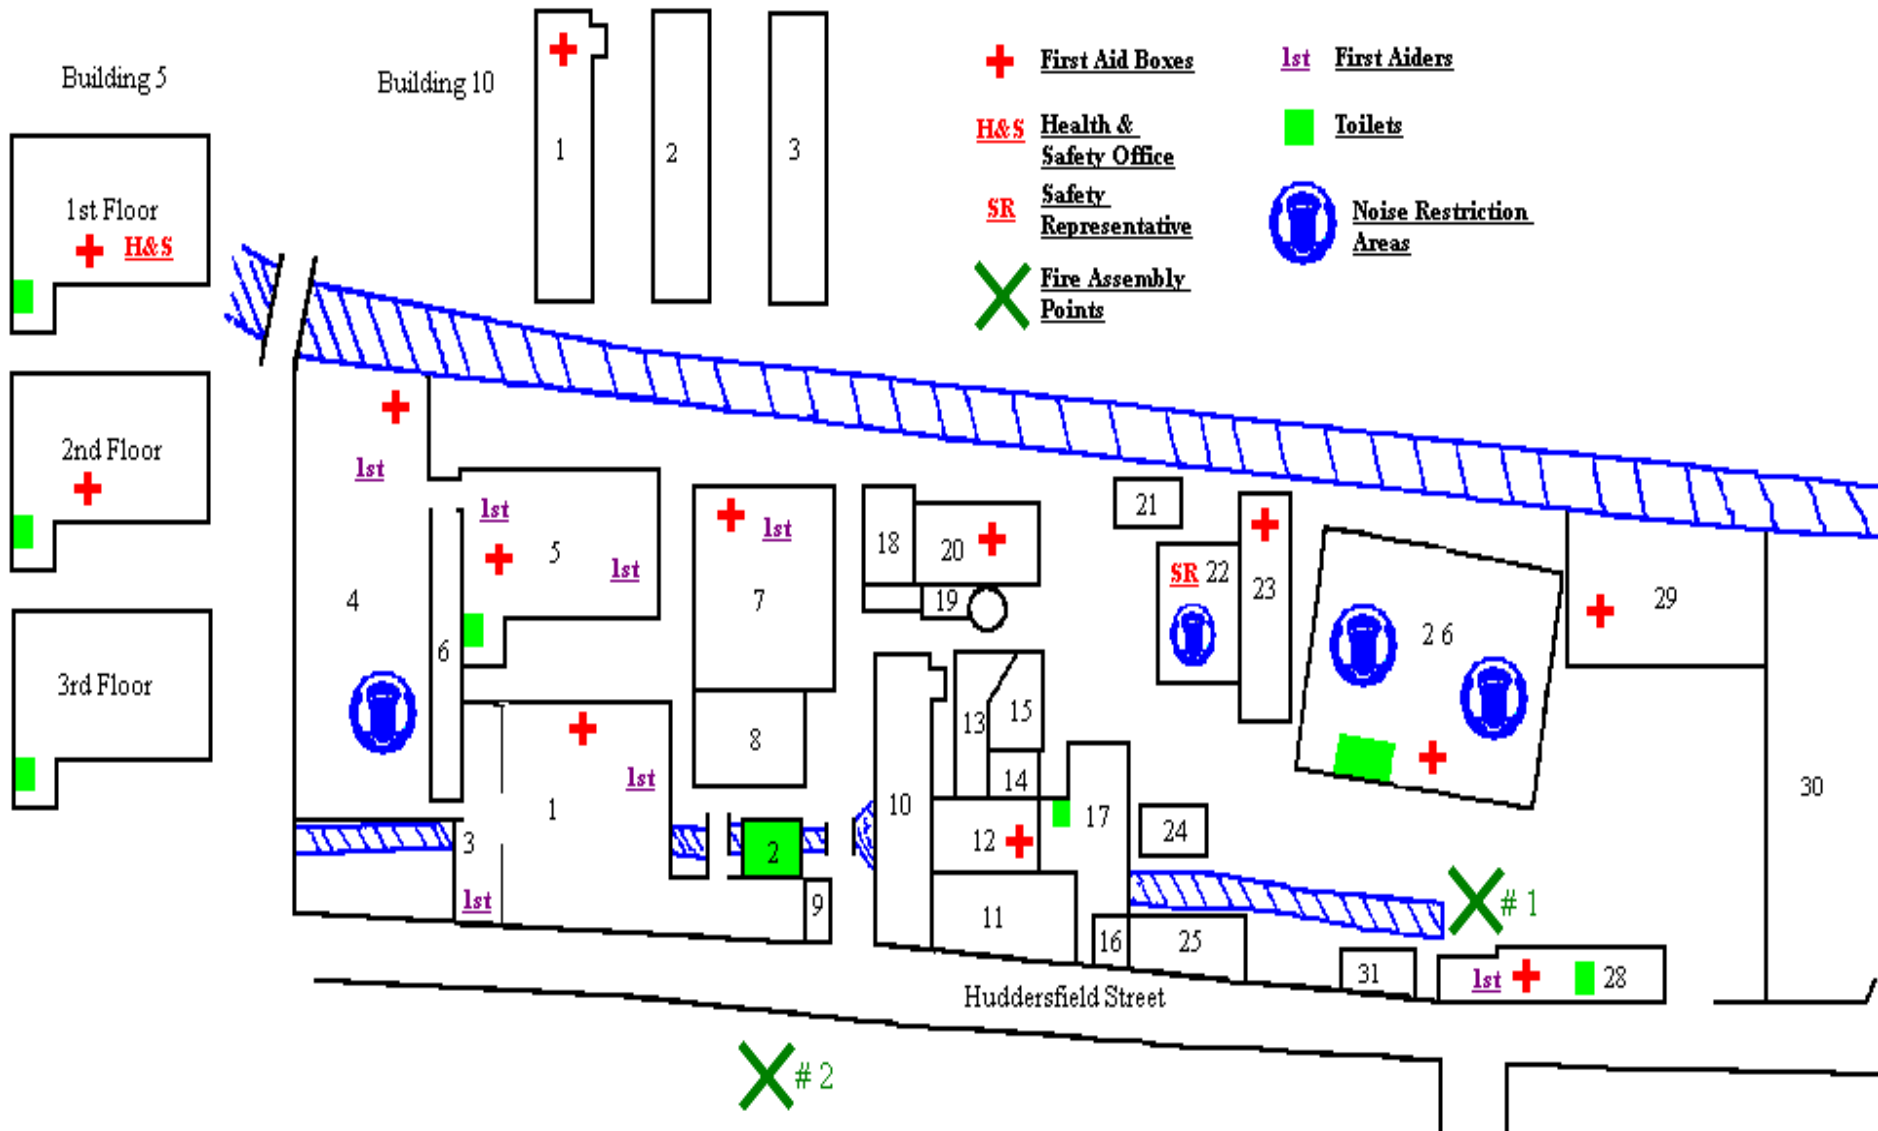 Building 5
Building 10
1
2
3
First Aid Boxes
1st First Aiders
H&S Health &
Safety Office
Toilets
SR Safety
Representative
Noise Restriction
Areas
Fire Assembly
Points
1st Floor
H&S
2nd Floor
3rd Floor
1st
4
1st
5
1st
6
1st
7
8
18
20
19
21
SR 22
23
2 6
29
30
1st
1
3
1st
2
9
10
13
15
14
12
17
11
24
16
25
# 1
31
1st 28
Huddersfield Street
# 2